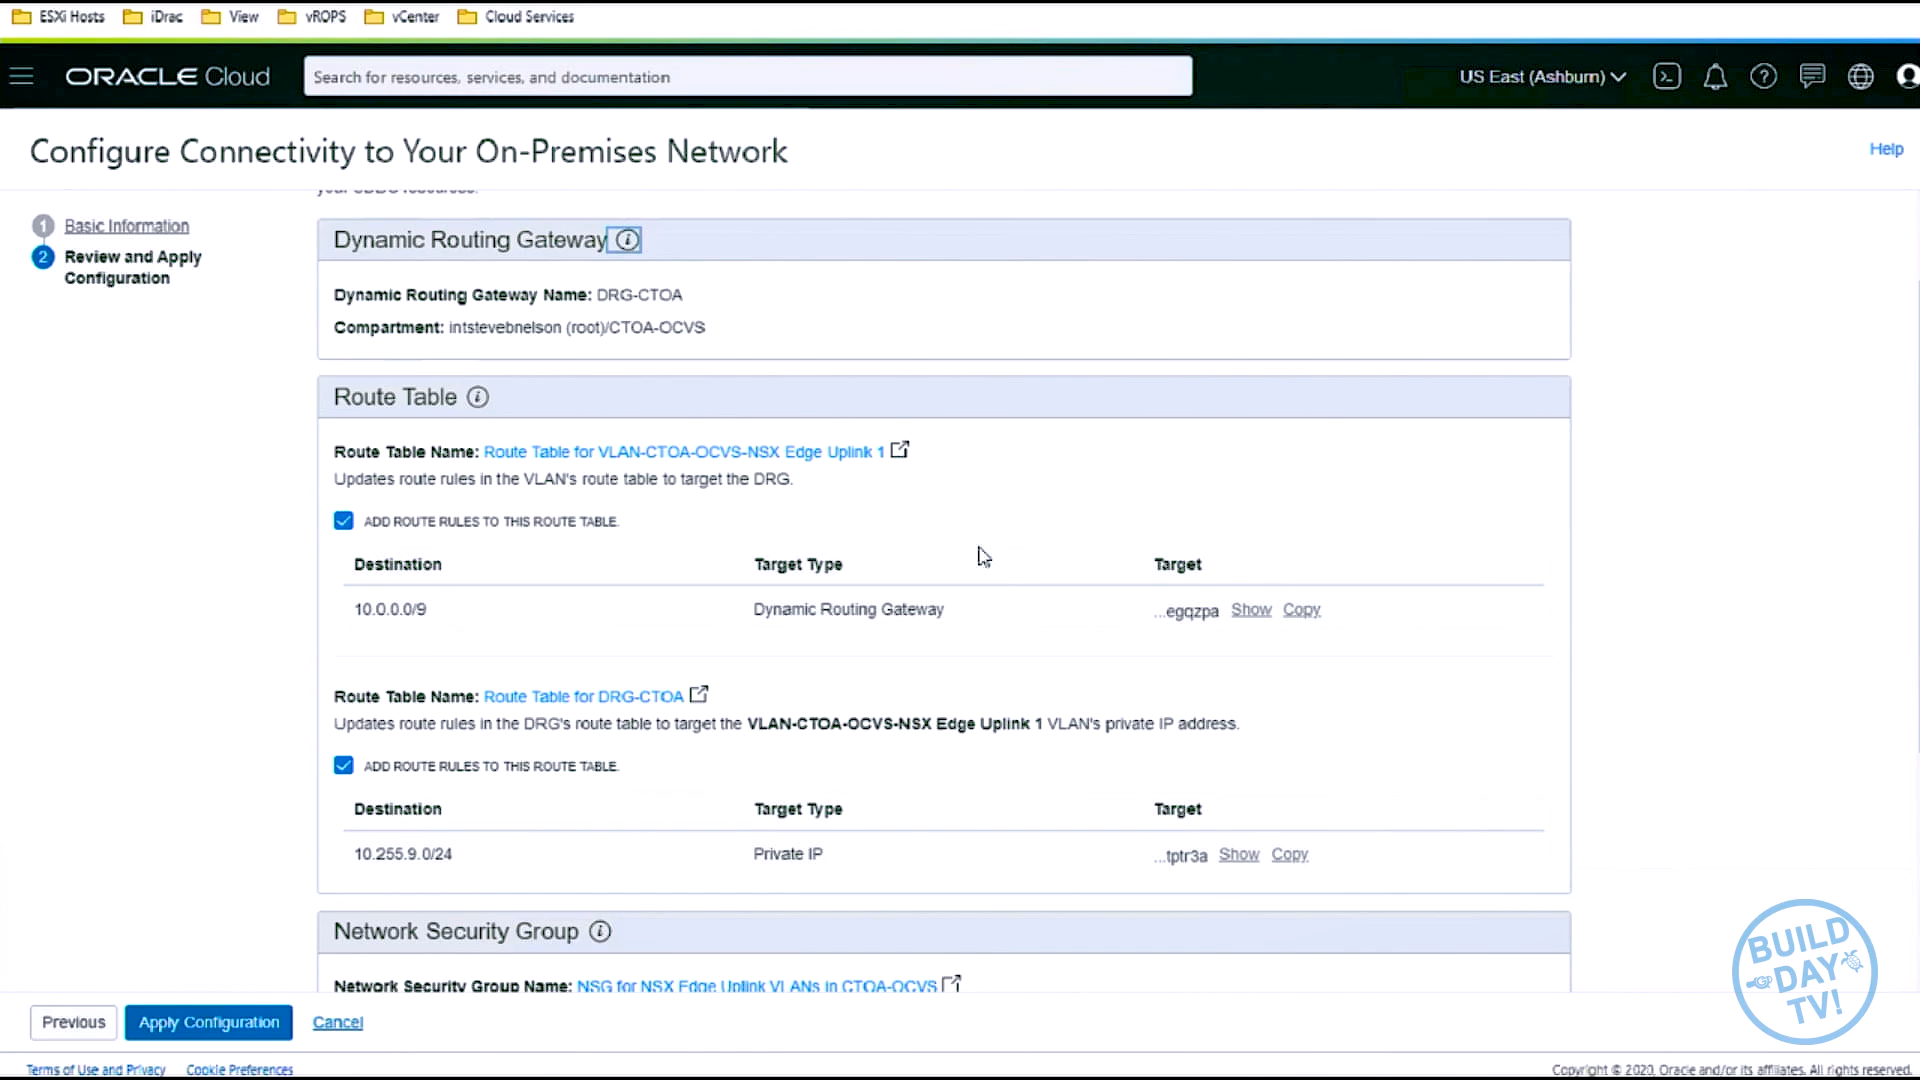 ESXi Hosts iDrac View vROPS vCenter Cloud Services
ORACLE Cloud Search for resources, services, and documentation US East (Ashburn)
Configure Connectivity to Your On-Premises Network Help
1 Basic Information
2 Review and Apply
Configuration
Dynamic Routing Gateway
Dynamic Routing Gateway Name: DRG-CTOA
Compartment: intstevebnelson (root)/CTOA-OCVS
Route Table
Route Table Name: Route Table for VLAN-CTOA-OCVS-NSX Edge Uplink 1
Updates route rules in the VLAN's route table to target the DRG.
ADD ROUTE RULES TO THIS ROUTE TABLE.
Destination Target Type Target
10.0.0.0/9 Dynamic Routing Gateway ...egqzpa Show Copy
Route Table Name: Route Table for DRG-CTOA
Updates route rules in the DRG's route table to target the VLAN-CTOA-OCVS-NSX Edge Uplink 1 VLAN's private IP address.
ADD ROUTE RULES TO THIS ROUTE TABLE.
Destination Target Type Target
10.255.9.0/24 Private IP ...tptr3a Show Copy
Network Security Group
Network Security Group Name: NSG for NSX Edge Uplink VLANs in CTOA-OCVS
BUILD
DAY
TV!
Previous Apply Configuration Cancel
Terms of Use and Privacy Cookie Preferences Copyright © 2020, Oracle and/or its affiliates. All rights reserved.